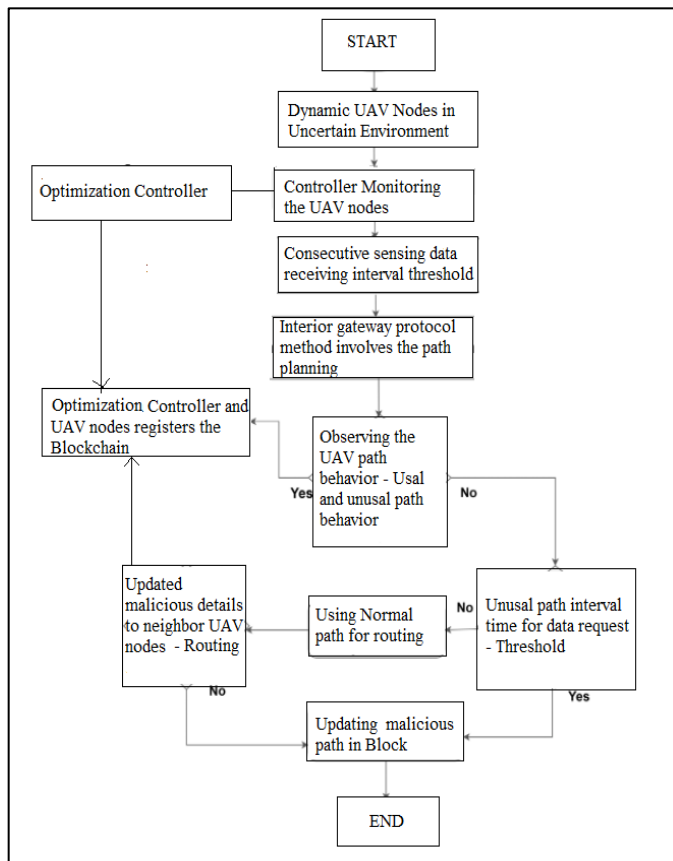 START
Dynamic UAV Nodes in
Uncertain Environment
Optimization Controller
Controller Monitoring
the UAV nodes
Consecutive sensing data
receiving interval threshold
Interior gateway protocol
method involves the path
planning
Optimization Controller and
UAV nodes registers the
Blockchain
Observing the
UAV path
behavior - Usal
and unusual path
behavior
Yes
No
Updated
malicious details
to neighbor UAV
nodes - Routing
Using Normal
path for routing
No
Unusal path interval
time for data request
- Threshold
No
Yes
Updating malicious
path in Block
END